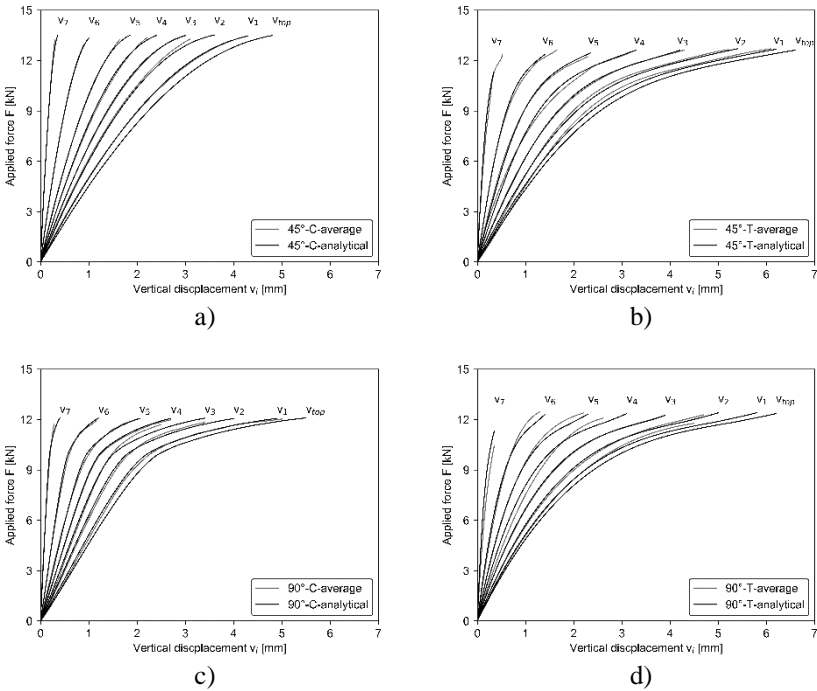 v7 v6 v5 v4 v3 v2 v1 vtop
15
12
9
6
3
0
Applied force F [kN]
45°-C-average
45°-C-analytical
0 1 2 3 4 5 6 7
Vertical discplacement vi [mm]
a)
v7 v6 v5 v4 v3 v2 v1 vtop
15
12
9
6
3
0
Applied force F [kN]
45°-T-average
45°-T-analytical
0 1 2 3 4 5 6 7
Vertical discplacement vi [mm]
b)
v7 v6 v5 v4 v3 v2 v1 vtop
15
12
9
6
3
0
Applied force F [kN]
90°-C-average
90°-C-analytical
0 1 2 3 4 5 6 7
Vertical discplacement vi [mm]
c)
v7 v6 v5 v4 v3 v2 v1 vtop
15
12
9
6
3
0
Applied force F [kN]
90°-T-average
90°-T-analytical
0 1 2 3 4 5 6 7
Vertical discplacement vi [mm]
d)